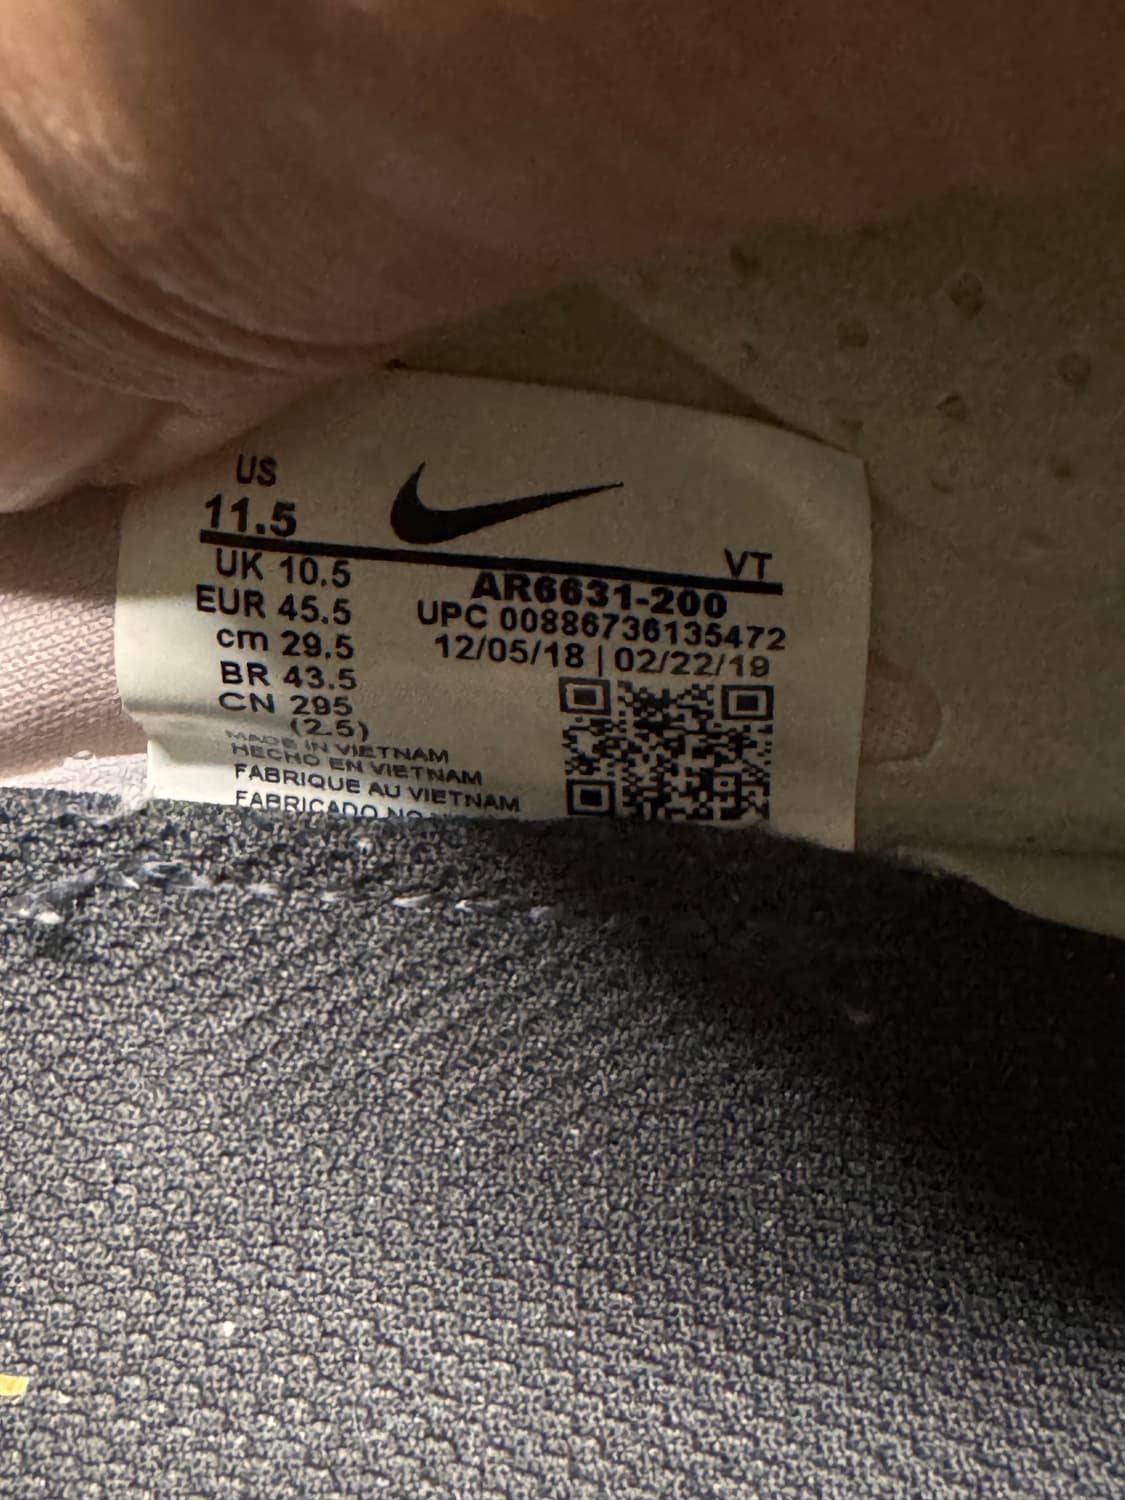 US
11.5
VT
UK 10.5
EUR 45.5
cm 29.5
BR 43.5
CN 295
(2.5)
AR6631-200
UPC 00886736135472
12/05/18 | 02/22/19
MADE IN VIETNAM
HECHO EN VIETNAM
FABRIQUE AU VIETNAM
FABRICADO NO